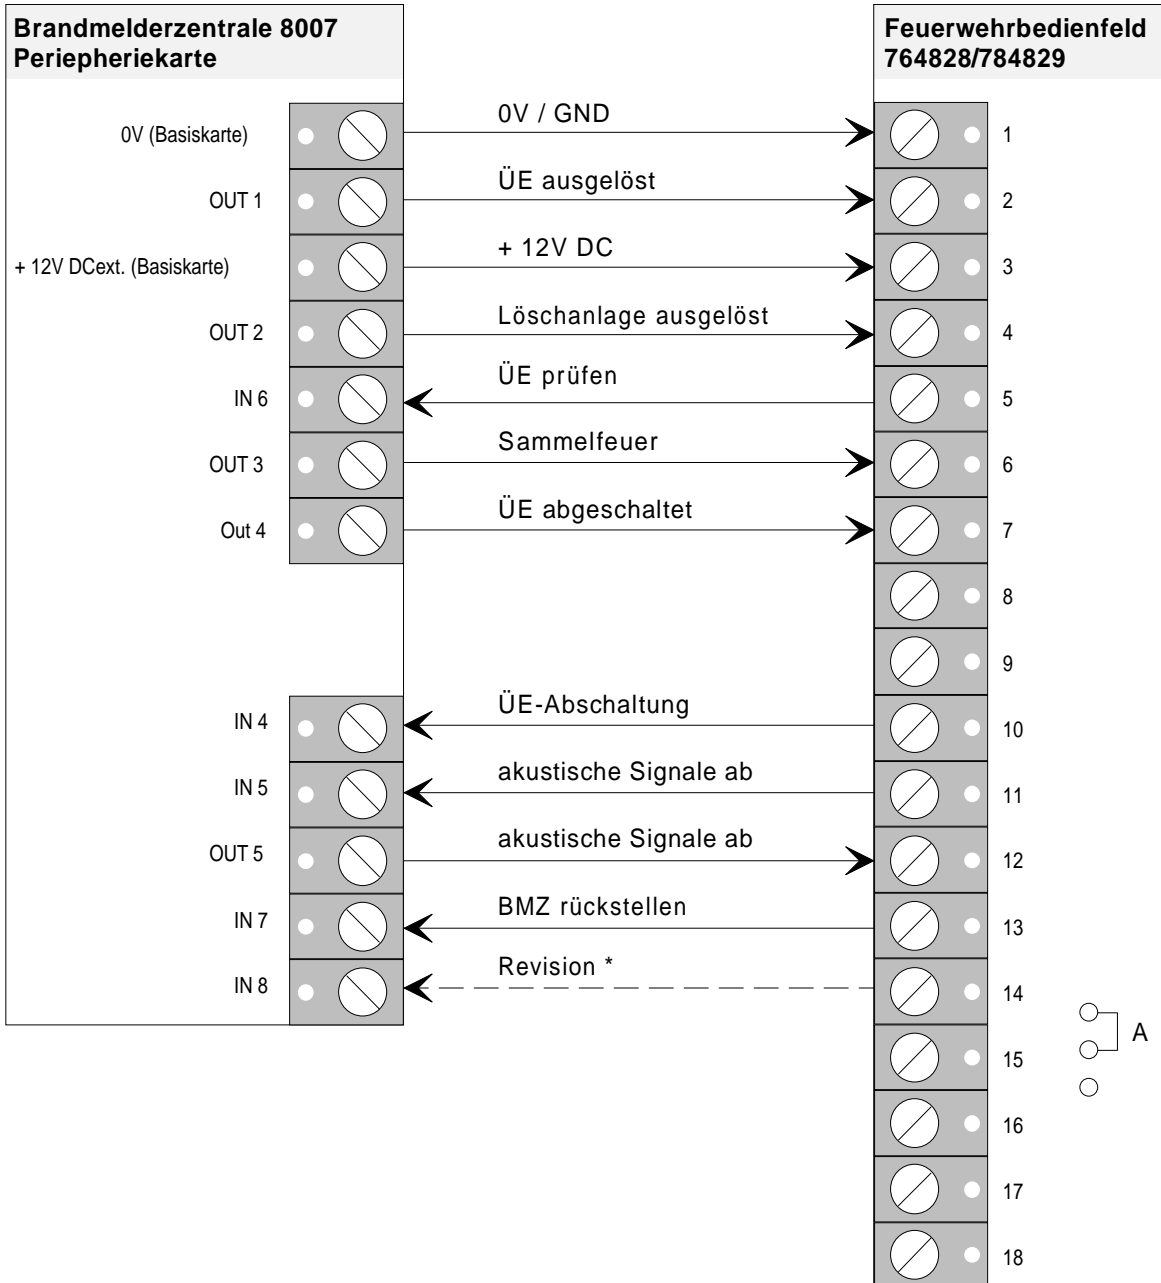 Brandmelderzentrale 8007
Periepheriekarte
Feuerwehrbedienfeld
764828/784829
0V (Basiskarte)
0V / GND
1
OUT 1
ÜE ausgelöst
2
+ 12V DCext. (Basiskarte)
+ 12V DC
3
OUT 2
Löschanlage ausgelöst
4
IN 6
ÜE prüfen
5
OUT 3
Sammelfeuer
6
Out 4
ÜE abgeschaltet
7
8
9
IN 4
ÜE-Abschaltung
10
IN 5
akustische Signale ab
11
OUT 5
akustische Signale ab
12
IN 7
BMZ rückstellen
13
IN 8
Revision *
14
A
15
16
17
18